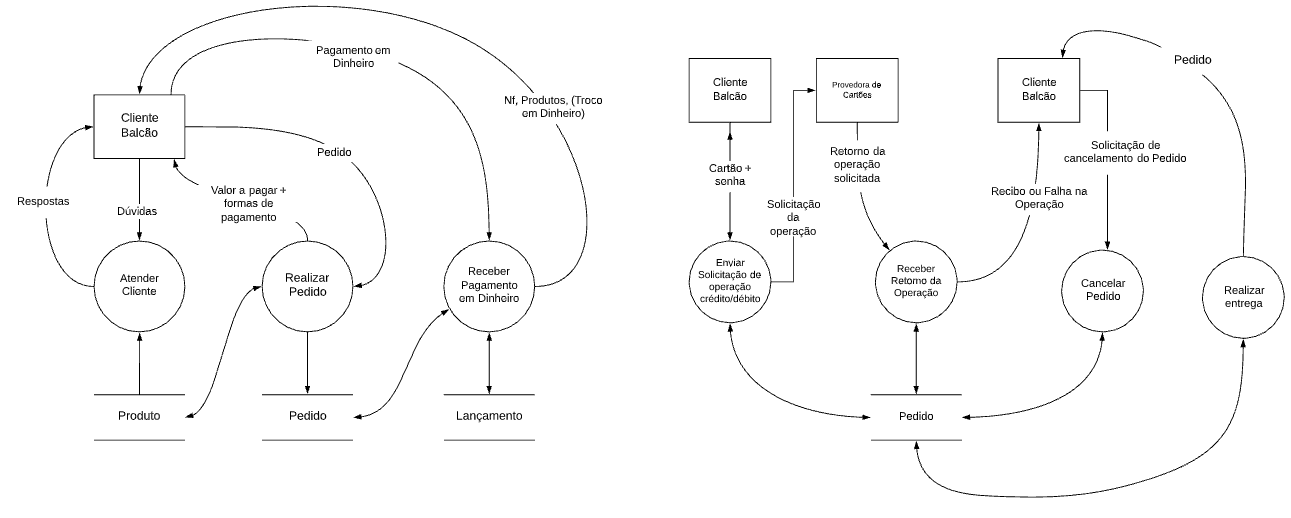 Pagamento em
Dinheiro
Nf, Produtos, (Troco
em Dinheiro)
Cliente
Balcão
Pedido
Respostas
Dúvidas
Valor a pagar +
formas de
pagamento
Atender
Cliente
Realizar
Pedido
Receber
Pagamento
em Dinheiro
Produto
Pedido
Lançamento
Cliente
Balcão
Provedora de
Cartões
Cliente
Balcão
Pedido
Cartão +
senha
Solicitação
da
operação
Retorno da
operação
solicitada
Recibo ou Falha na
Operação
Solicitação de
cancelamento do Pedido
Enviar
Solicitação de
operação
crédito/débito
Receber
Retorno da
Operação
Cancelar
Pedido
Realizar
entrega
Pedido